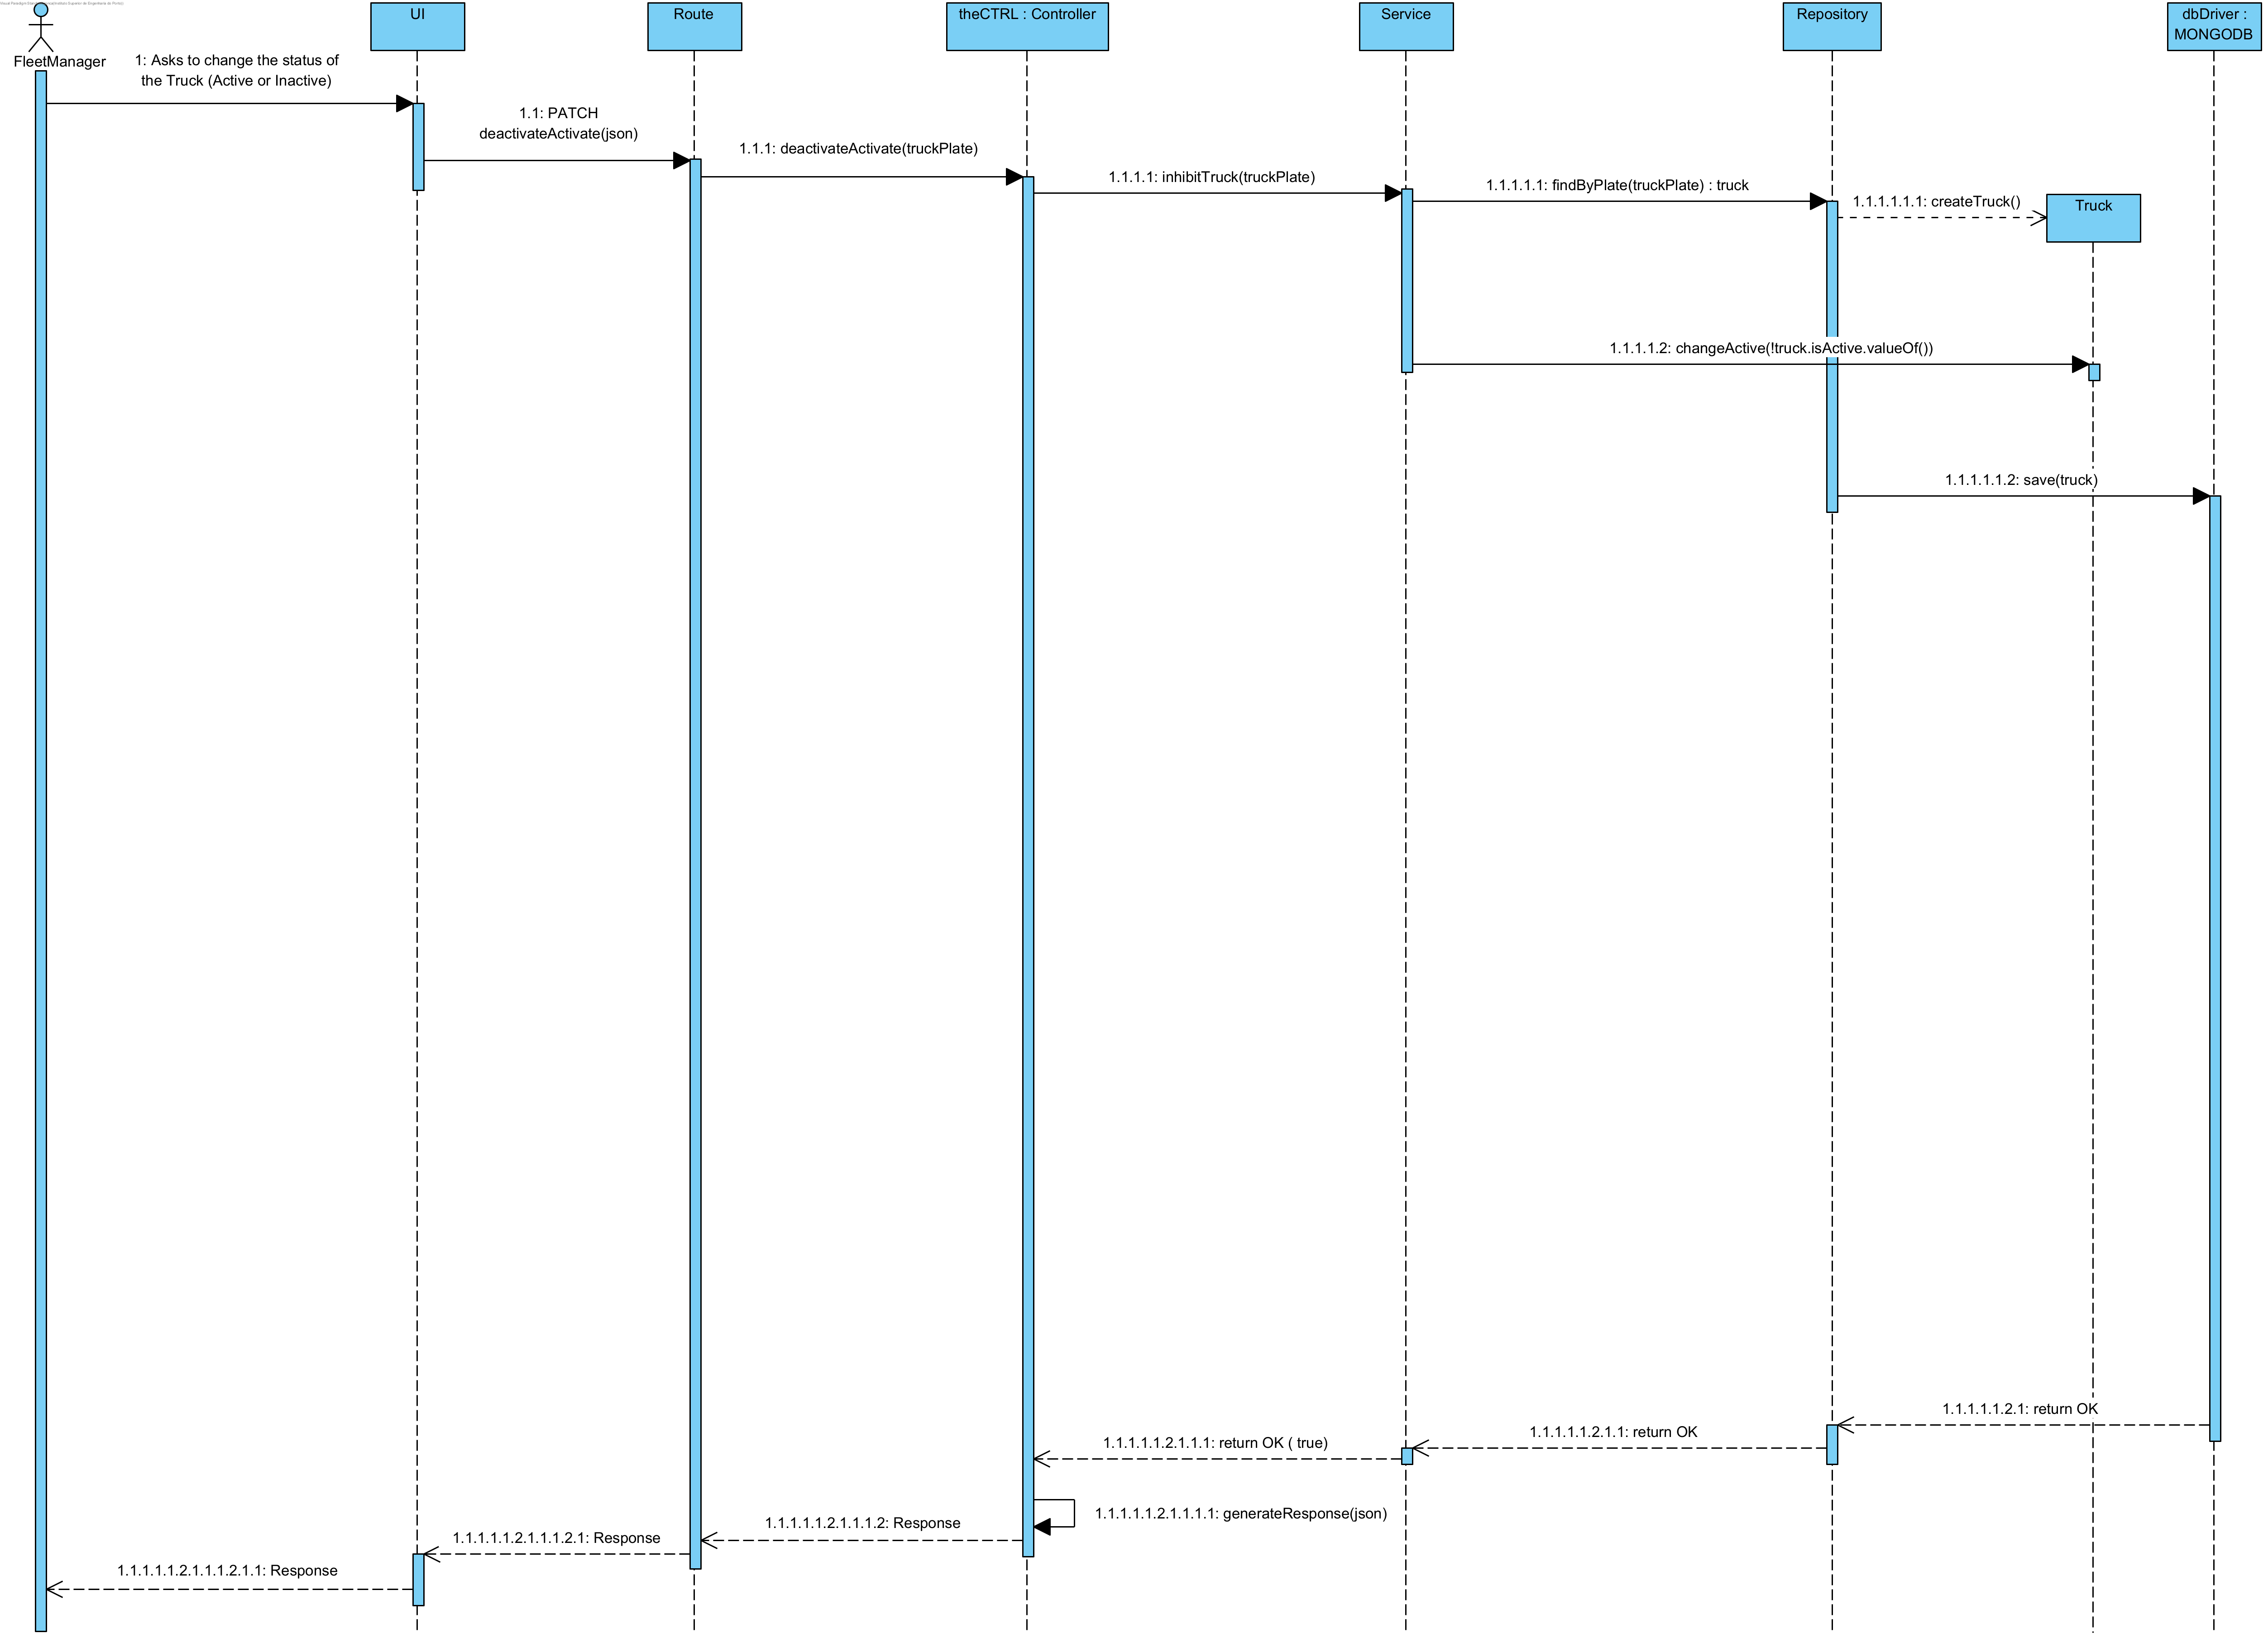 FleetManager
UI
Route
theCTRL : Controller
Service
Repository
dbDriver :
MONGODB
1: Asks to change the status of
the Truck (Active or Inactive)
1.1: PATCH
deactivateActivate(json)
1.1.1: deactivateActivate(truckPlate)
1.1.1.1: inhibitTruck(truckPlate)
1.1.1.1.1: findByPlate(truckPlate) : truck
1.1.1.1.1.1: createTruck()
Truck
1.1.1.1.2: changeActive(!truck.isActive.valueOf())
1.1.1.1.1.2: save(truck)
1.1.1.1.1.2.1: return OK
1.1.1.1.1.2.1.1: return OK
1.1.1.1.1.2.1.1.1: return OK ( true)
1.1.1.1.1.2.1.1.1.1: generateResponse(json)
1.1.1.1.1.2.1.1.1.2: Response
1.1.1.1.1.2.1.1.1.2.1: Response
1.1.1.1.1.2.1.1.1.2.1.1: Response